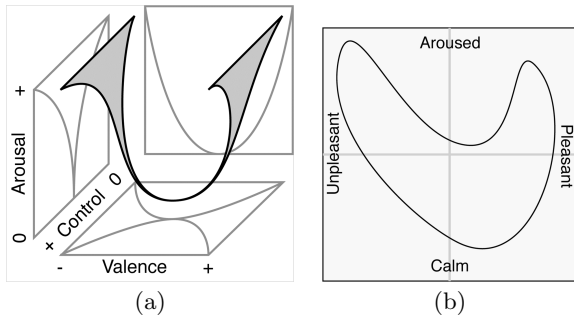 +
Arousal
0
+ Control 0
-
Valence
+
(a)
Aroused
Unpleasant
Pleasant
Calm
(b)